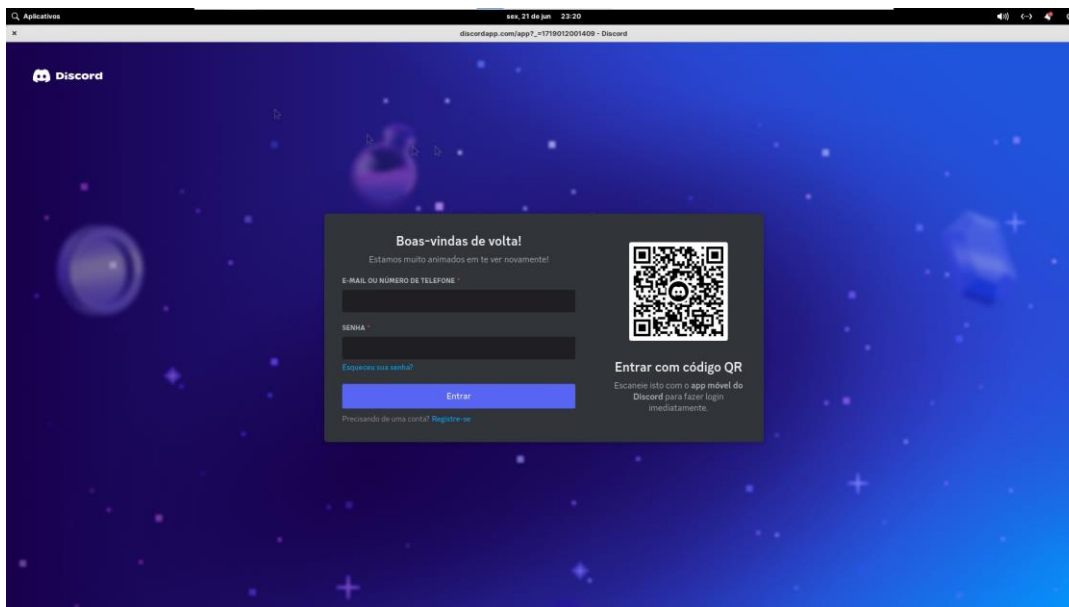 Aplicativos
sex, 21 de jun 23:20
discordapp.com/app?_=1719012001409 - Discord
Discord
Boas-vindas de volta!
Estamos muito animados em te ver novamente!
E-MAIL OU NÚMERO DE TELEFONE *
SENHA *
Esqueceu sua senha?
Entrar
Precisando de uma conta? Registre-se
Entrar com código QR
Escaneie isto com o app móvel do
Discord para fazer login
imediatamente.